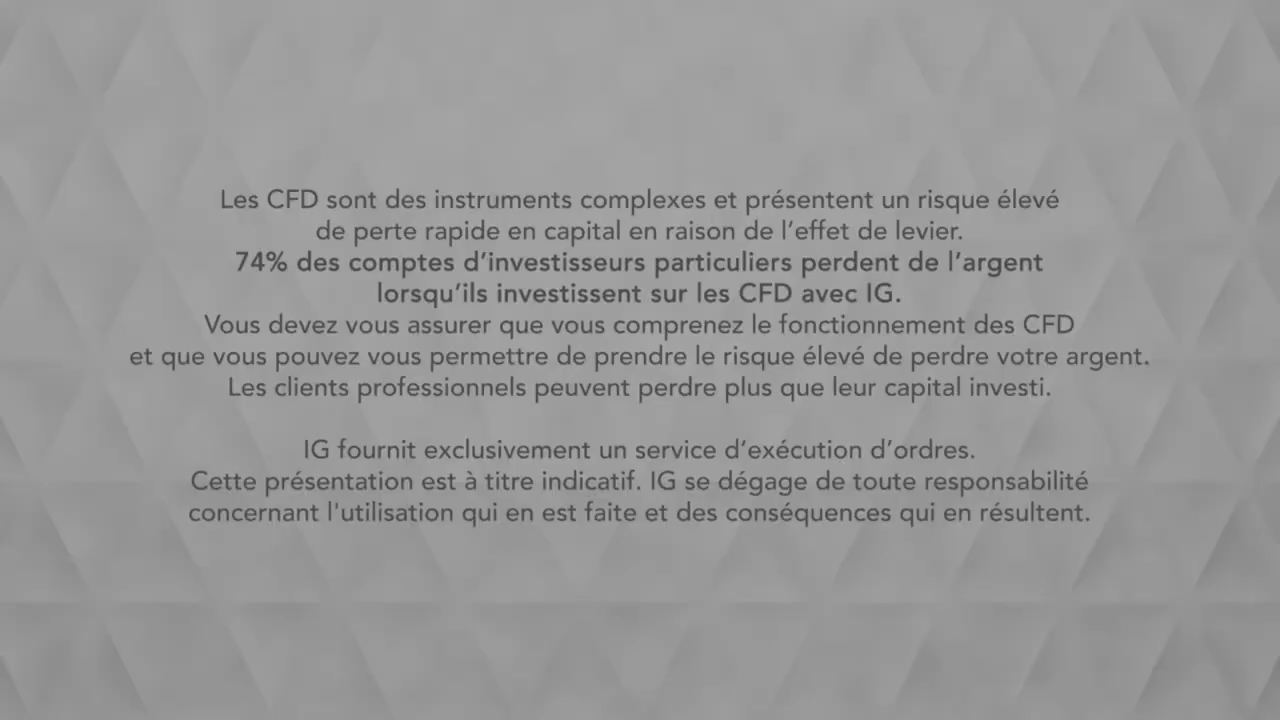 Les CFD sont des instruments complexes et présentent un risque élevé
de perte rapide en capital en raison de l’effet de levier.
74% des comptes d’investisseurs particuliers perdent de l’argent
lorsqu’ils investissent sur les CFD avec IG.
Vous devez vous assurer que vous comprenez le fonctionnement des CFD
et que vous pouvez vous permettre de prendre le risque élevé de perdre votre argent.
Les clients professionnels peuvent perdre plus que leur capital investi.
IG fournit exclusivement un service d’exécution d’ordres.
Cette présentation est à titre indicatif. IG se dégage de toute responsabilité
concernant l'utilisation qui en est faite et des conséquences qui en résultent.